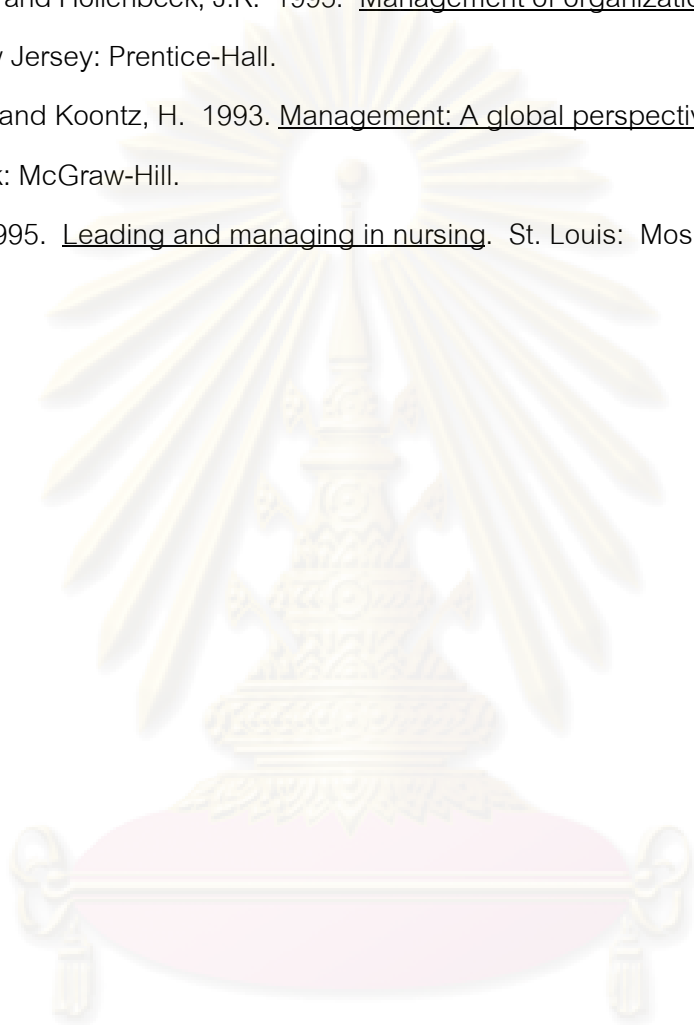 and Hollenbeck, J.R. 1995. Management of organizatio
Jersey: Prentice-Hall.
and Koontz, H. 1993. Management: A global perspectiv
: McGraw-Hill.
995. Leading and managing in nursing. St. Louis: Mos